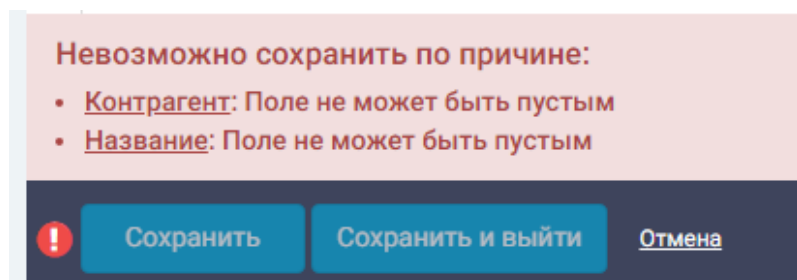 Невозможно сохранить по причине:
• Контрагент: Поле не может быть пустым
• Название: Поле не может быть пустым
! Сохранить Сохранить и выйти Отмена